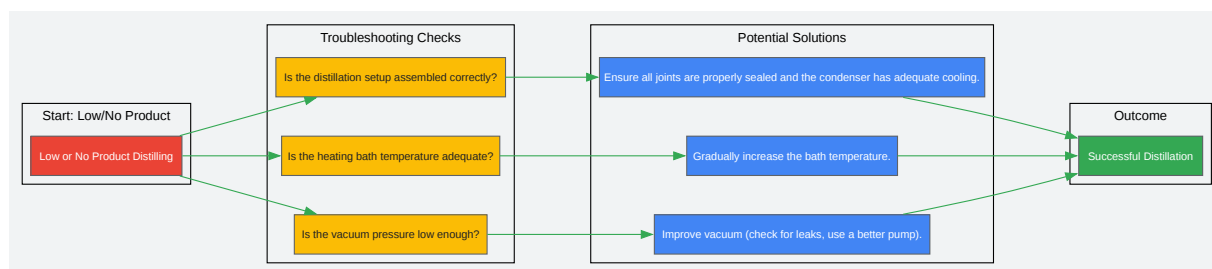 Start: Low/No Product
Low or No Product Distilling
Troubleshooting Checks
Is the distillation setup assembled correctly?
Is the heating bath temperature adequate?
Is the vacuum pressure low enough?
Potential Solutions
Ensure all joints are properly sealed and the condenser has adequate cooling.
Gradually increase the bath temperature.
Improve vacuum (check for leaks, use a better pump).
Outcome
Successful Distillation